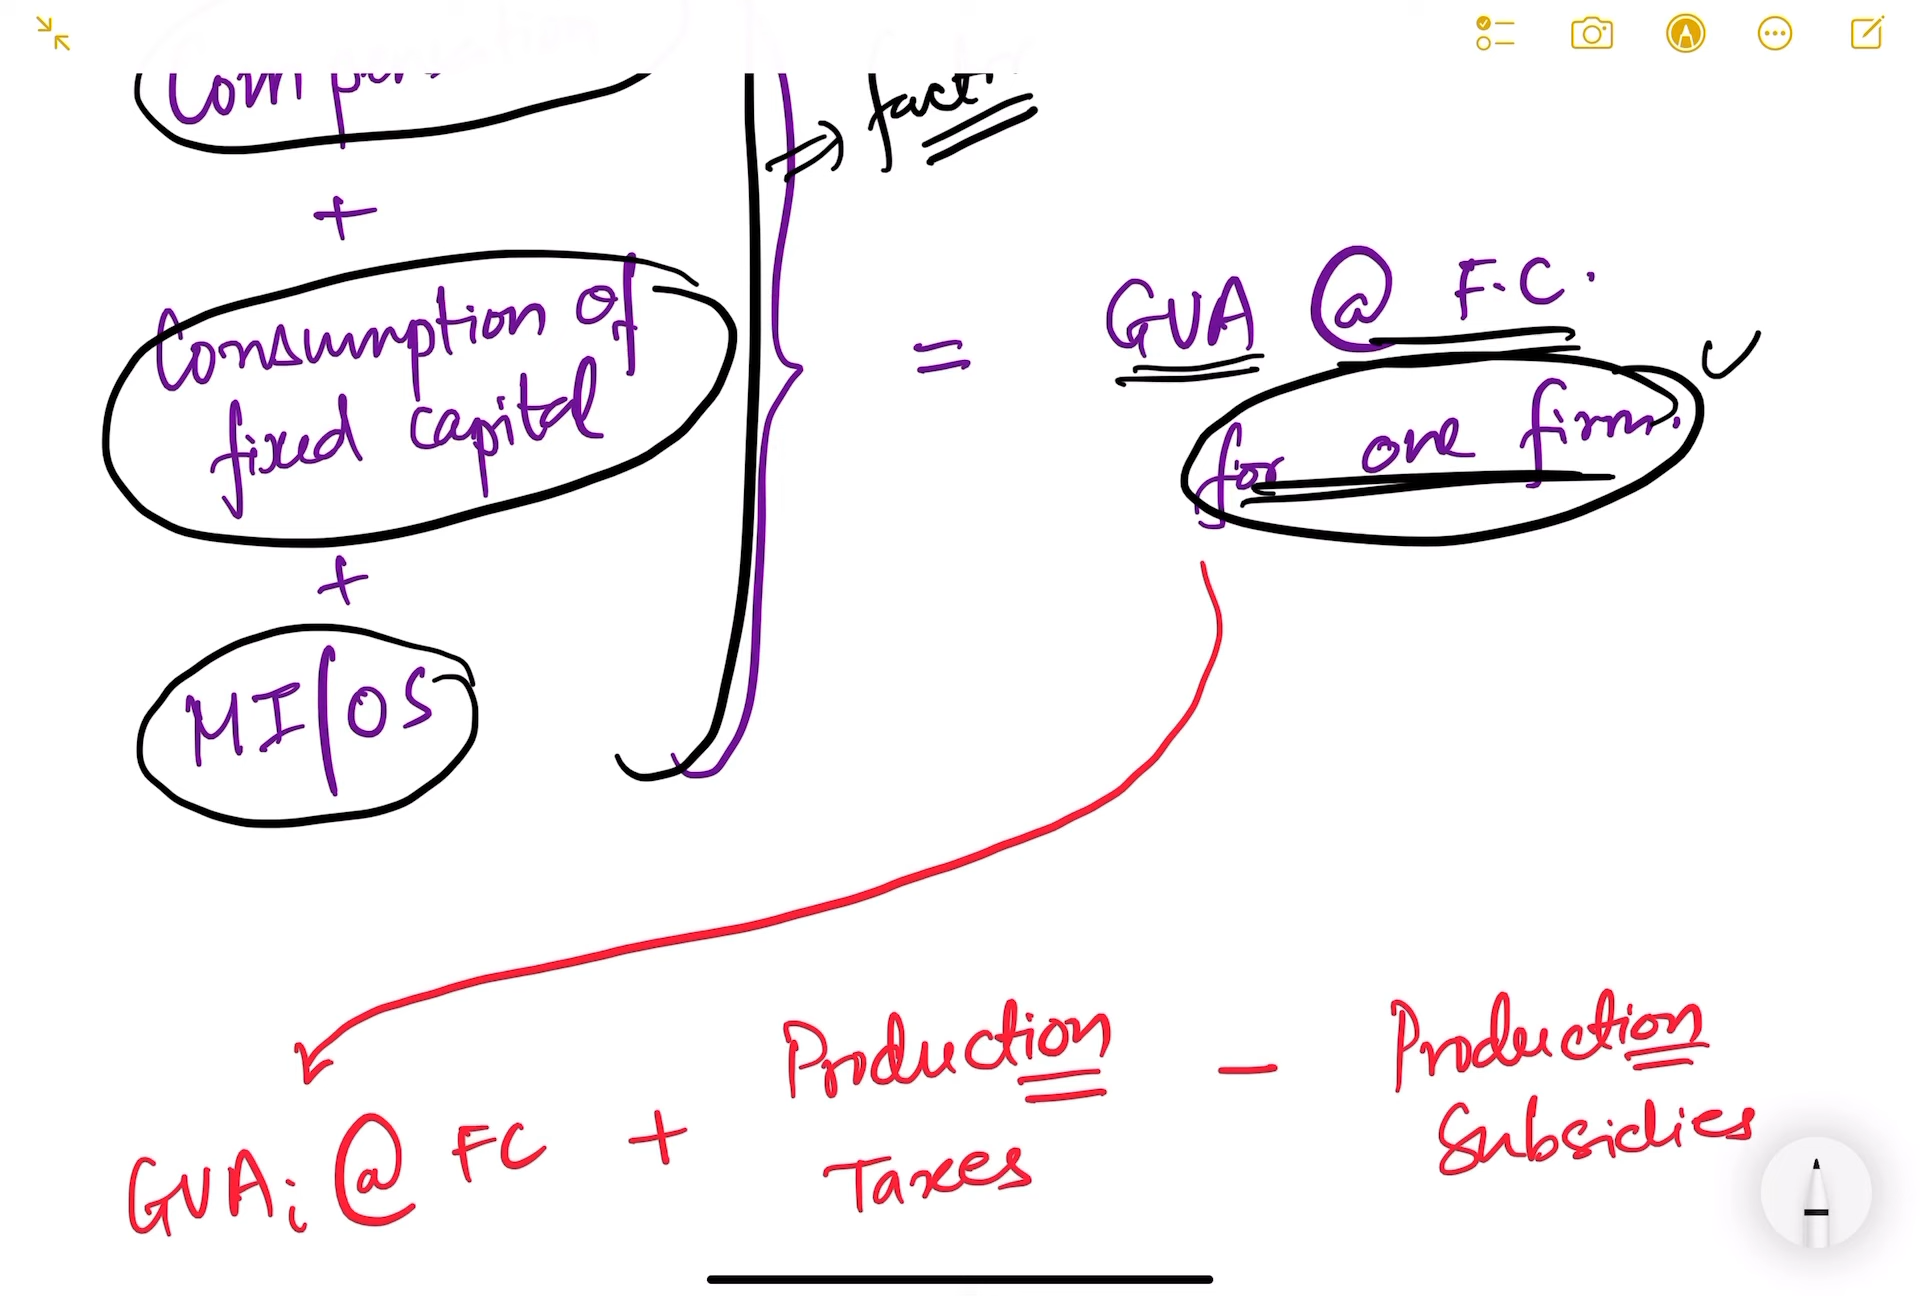 +
Consumption of
fixed capital
+
MI/OS
= GVA @ F.C.
for one firm.
GVAi @ FC + Production Taxes - Production Subsidies